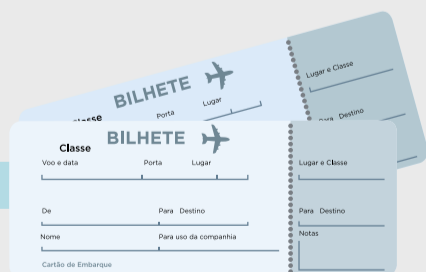 BILHETE
Lugar e Classe
Classe Porta Lugar
Para Destino
BILHETE
Classe
Voo e data Porta Lugar Lugar e Classe
De Para Destino Para Destino
Nome Para uso da companhia Notas
Cartão de Embarque